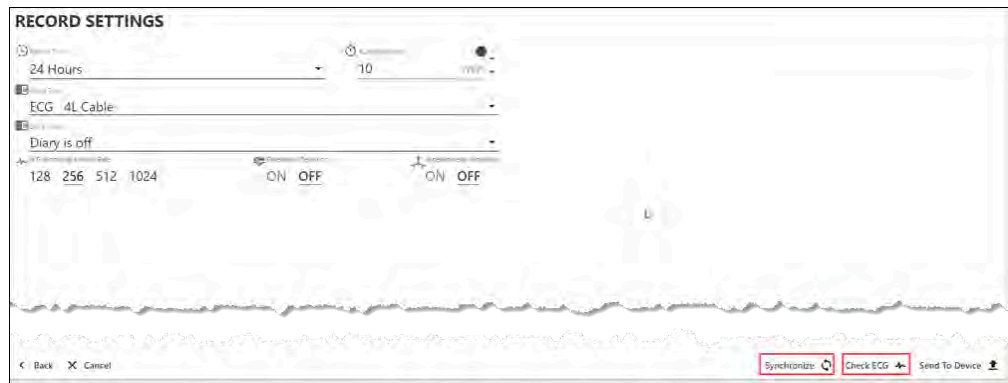 RECORD SETTINGS
24 Hours
10
ECG 4L Cable
Diary is off
128 256 512 1024 ON OFF ON OFF
Back Cancel Synchronize Check ECG Send To Device